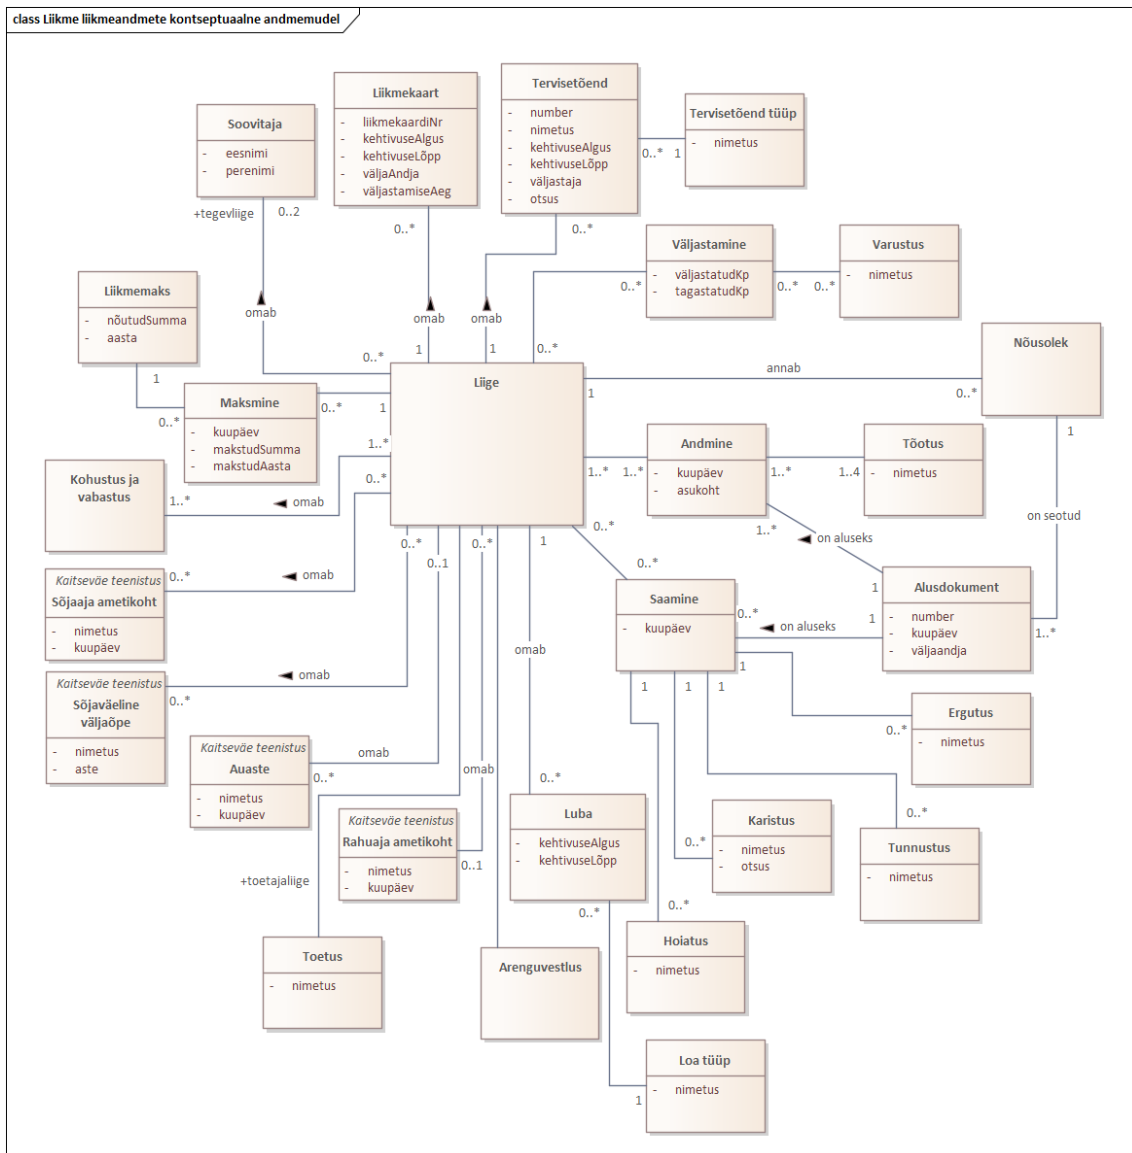 class Liikme liikmeandmete kontseptuaalne andmemudel
Tervisetõend
- number
- nimetus
- kehtivuseAlgus
- kehtivuseLõpp
- väljastaja
- otsus
Liikmekaart
- liikmekaardiNr
- kehtivuseAlgus
- kehtivuseLõpp
- väljaAndja
- väljastamiseAeg
Tervisetõend tüüp
- nimetus
0..* 1
Soovitaja
- eesnimi
- perenimi
+tegevliige 0..2
0..*
0..*
Väljastamine
- väljastatudKp
- tagastatudKp
Varustus
- nimetus
0..*
0..* 0..*
Liikmemaks
- nõutudSumma
- aasta
omab
omab
omab
1
1
0..*
0..*
Nõusolek
annab
1
0..*
1
Liige
1
0..*
Maksmine
- kuupäev
- makstudSumma
- makstudAasta
0..*
1
1..*
0..*
Andmine
- kuupäev
- asukoht
1..* 1..*
Tõotus
- nimetus
1..* 1..4
Kohustus ja
vabastus
1..*
omab
on seotud
1..*
on aluseks
1
0..* 0..1 0..* 1
0..*
0..*
Kaitseväe teenistus
Sõjaaja ametikoht
- nimetus
- kuupäev
0..*
omab
Saamine
- kuupäev
0..*
on aluseks
1
Alusdokument
- number
- kuupäev
- väljaandja
1..*
omab
Kaitseväe teenistus
Sõjaväeline
väljaõpe
- nimetus
- aste
0..*
omab
1 1 1
1
Ergutus
- nimetus
0..*
Kaitseväe teenistus
Auaste
- nimetus
- kuupäev
omab
0..*
omab
0..*
Luba
- kehtivuseAlgus
- kehtivuseLõpp
0..*
Kaitseväe teenistus
Rahuaja ametikoht
- nimetus
- kuupäev
0..1
Karistus
- nimetus
- otsus
0..*
0..*
Tunnustus
- nimetus
+toetajaliige
0..*
Hoiatus
- nimetus
Toetus
- nimetus
Arenguvestlus
Loa tüüp
- nimetus
1